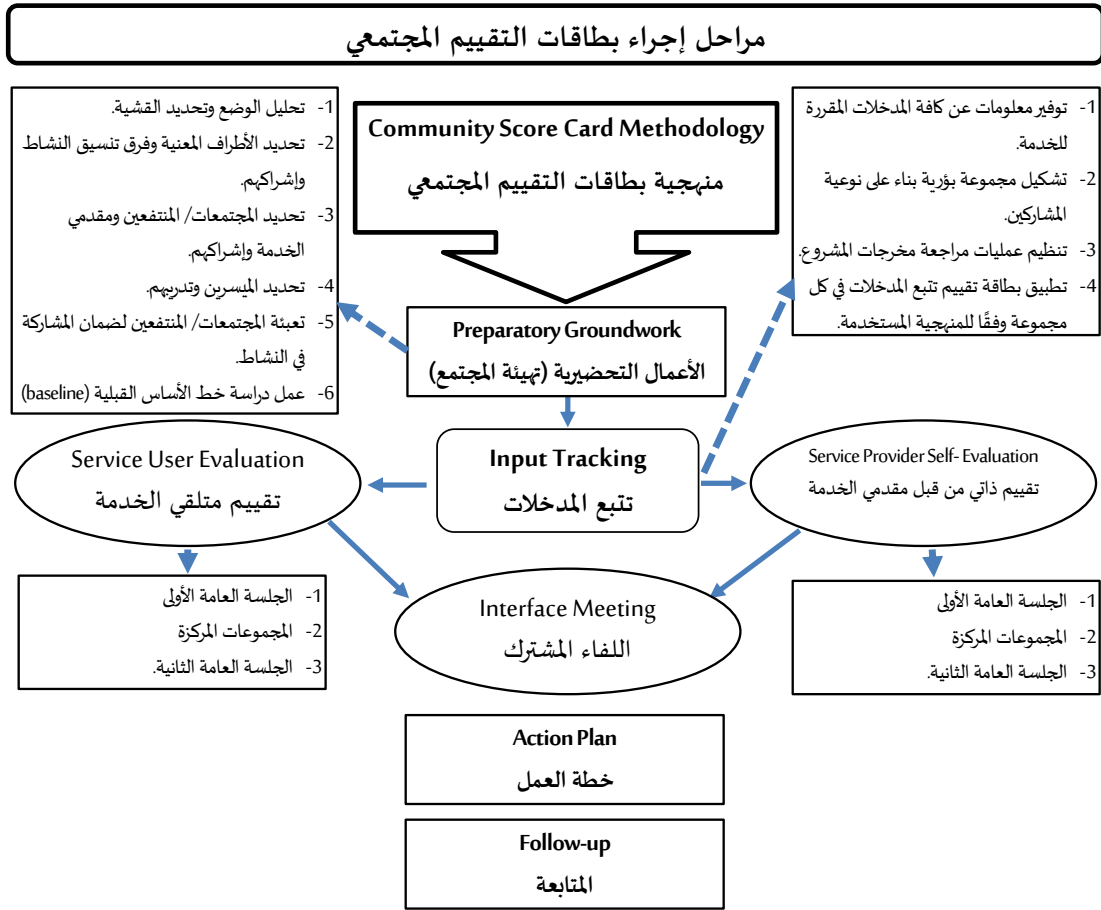 مراحل إجراء بطاقات التقييم المجتمعي
1- توفير معلومات عن كافة المدخلات المقررة
للخدمة.
2- تشكيل مجموعة بؤرية بناء على نوعية
المشاركين.
3- تنظيم عمليات مراجعة مخرجات المشروع.
4- تطبيق بطاقة تقييم تتبع المدخلات في كل
مجموعة وفقًا للمنهجية المستخدمة.
Community Score Card Methodology
منهجية بطاقات التقييم المجتمعي
1- تحليل الوضع وتحديد القشية.
2- تحديد الأطراف المعنية وفرق تنسيق النشاط
وإشراكهم.
3- تحديد المجتمعات/ المنتفعين ومقدمي
الخدمة وإشراكهم.
4- تحديد الميسرين وتدريهم.
5- تعبئة المجتمعات/ المنتفعين لضمان المشاركة
في النشاط.
6- عمل دراسة خط الأساس القبلية (baseline)
Preparatory Groundwork
الأعمال التحضيرية (تهيئة المجتمع)
Service Provider Self- Evaluation
تقييم ذاتي من قبل مقدمي الخدمة
Input Tracking
تتبع المدخلات
Service User Evaluation
تقييم متلقي الخدمة
1- الجلسة العامة الأولى
2- المجموعات المركزة
3- الجلسة العامة الثانية.
Interface Meeting
اللفاء المشترك
1- الجلسة العامة الأولى
2- المجموعات المركزة
3- الجلسة العامة الثانية.
Action Plan
خطة العمل
Follow-up
المتابعة